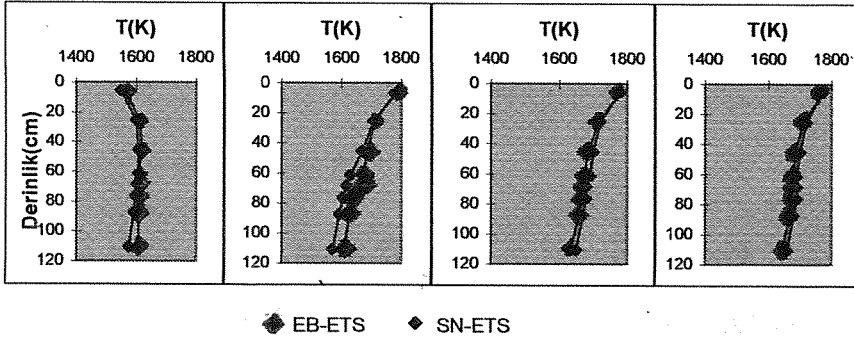 T(K) T(K) T(K) T(K)
1400 1600 1800 1400 1600 1800 1400 1600 1800 1400 1600 1800
0 0 0 0
20 20 20 20
40 40 40 40
60 60 60 60
80 80 80 80
100 100 100 100
120 120 120 120
Derinlik(cm)
EB-ETS SN-ETS